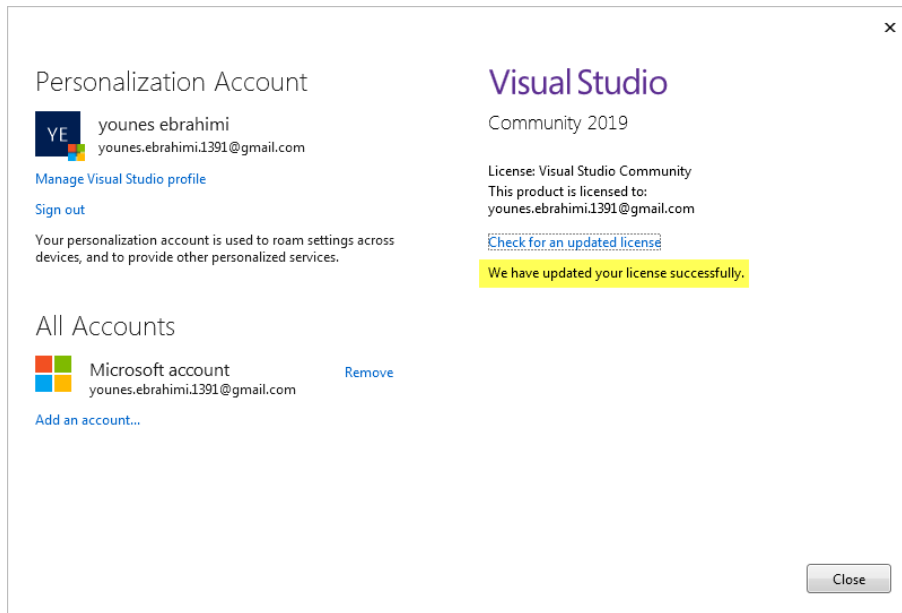 Personalization Account
YE
younes ebrahimi
younes.ebrahimi.1391@gmail.com
Manage Visual Studio profile
Sign out
Your personalization account is used to roam settings across
devices, and to provide other personalized services.
All Accounts
Microsoft account
younes.ebrahimi.1391@gmail.com
Remove
Add an account...
Visual Studio
Community 2019
License: Visual Studio Community
This product is licensed to:
younes.ebrahimi.1391@gmail.com
Check for an updated license
We have updated your license successfully.
Close